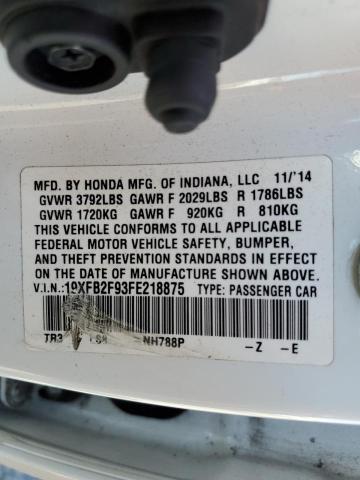 MFD. BY HONDA MFG. OF INDIANA, LLC 11/'14
GVWR 3792LBS GAWR F 2029LBS R 1786LBS
GVWR 1720KG GAWR F 920KG R 810KG
THIS VEHICLE CONFORMS TO ALL APPLICABLE
FEDERAL MOTOR VEHICLE SAFETY, BUMPER,
AND THEFT PREVENTION STANDARDS IN
EFFECT ON THE DATE OF MANUFACTURE
SHOWN ABOVE.
V.I.N.:19XFB2F93FE218875 TYPE: PASSENGER CAR
TR3 NH788P -Z -E